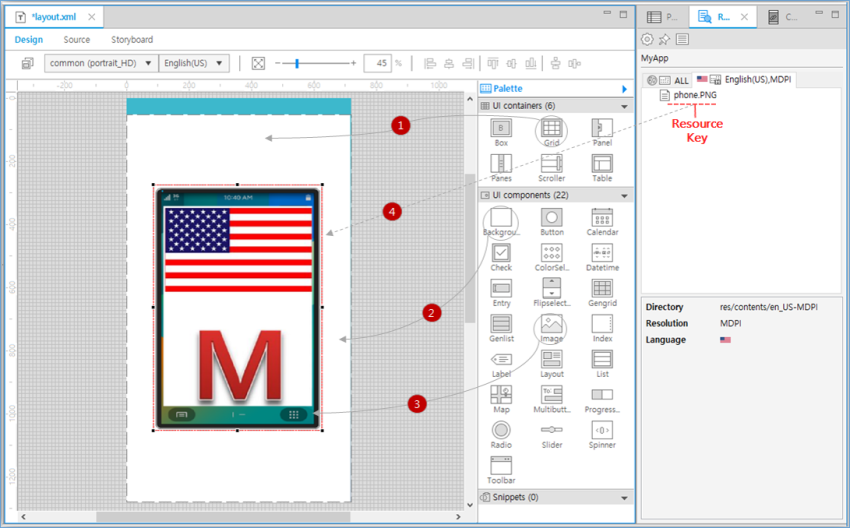 *layout.xml
P...
R...
C...
Design
Source
Storyboard
common (portrait_HD)
English(US)
45 %
MyApp
ALL
English(US),MDPI
phone.PNG
Resource
Key
-200
0
200
400
600
800
1000
0
200
400
600
800
1000
1200
10:40 AM
M
1
2
3
4
Palette
UI containers (6)
Box
Grid
Panel
Panes
Scroller
Table
UI components (22)
Backgrou...
Button
Calendar
Check
ColorSel...
Datetime
Entry
Flipselect...
Gengrid
Genlist
Image
Index
Label
Layout
List
Map
Multibutt...
Progress...
Radio
Slider
Spinner
Toolbar
Snippets (0)
Directory
res/contents/en_US-MDPI
Resolution
MDPI
Language